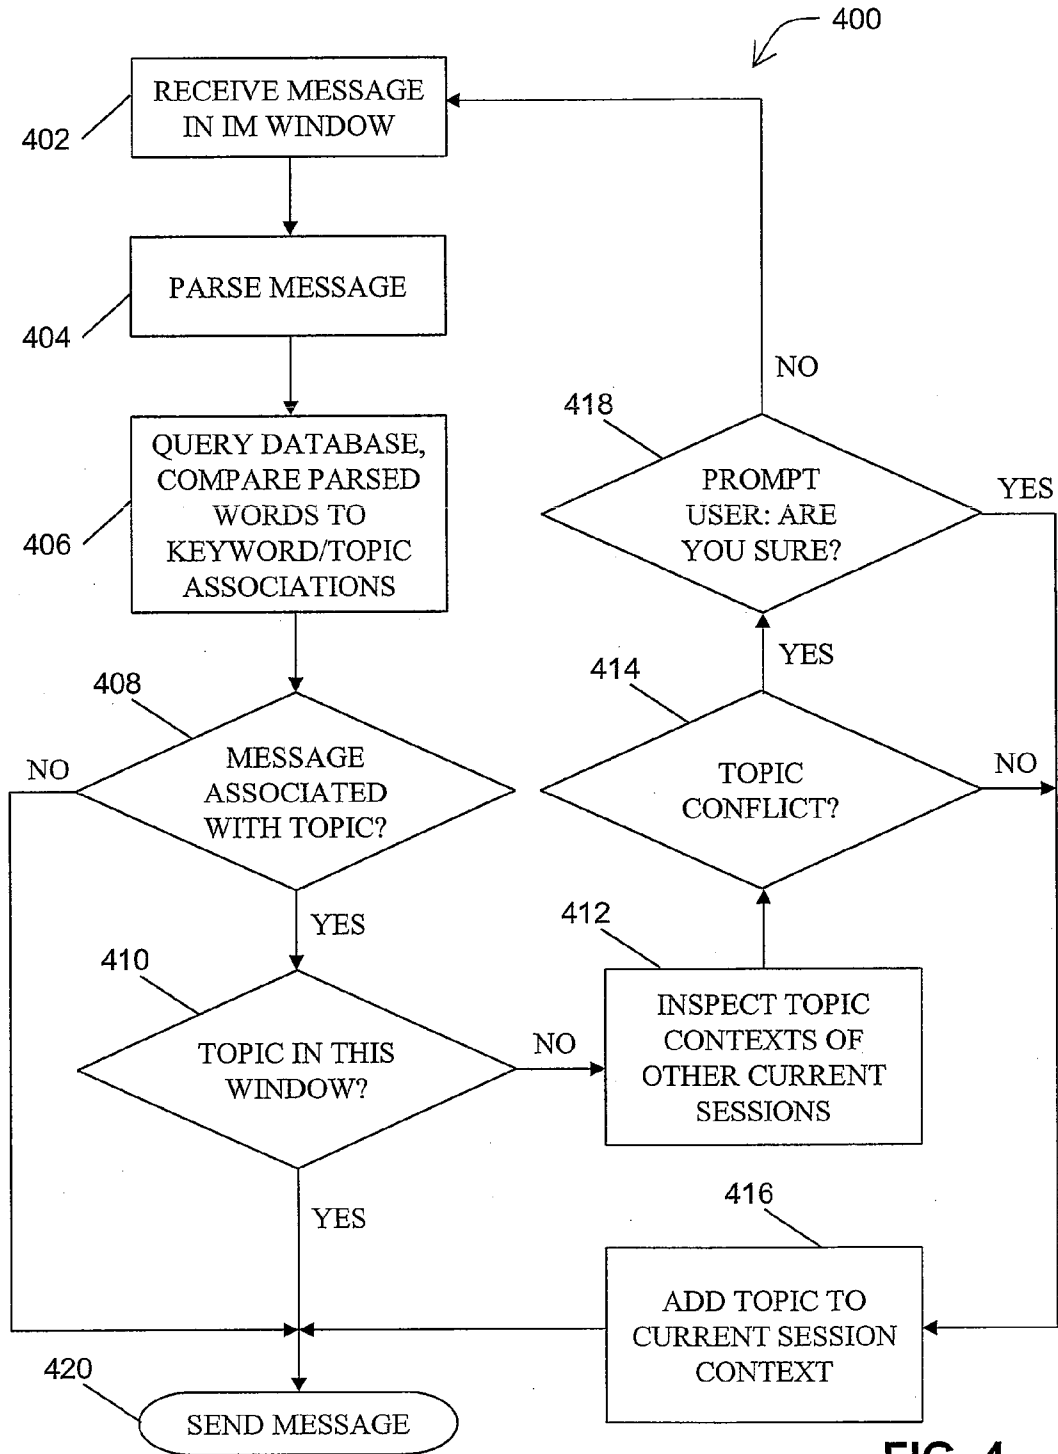 400
RECEIVE MESSAGE
IN IM WINDOW
402
PARSE MESSAGE
404
NO
418
QUERY DATABASE,
COMPARE PARSED
WORDS TO
KEYWORD/TOPIC
ASSOCIATIONS
406
PROMPT
USER: ARE
YOU SURE?
YES
YES
414
408
NO
MESSAGE
ASSOCIATED
WITH TOPIC?
TOPIC
CONFLICT?
NO
YES
412
410
TOPIC IN THIS
WINDOW?
NO
INSPECT TOPIC
CONTEXTS OF
OTHER CURRENT
SESSIONS
YES
416
ADD TOPIC TO
CURRENT SESSION
CONTEXT
420
SEND MESSAGE
FIG. 4